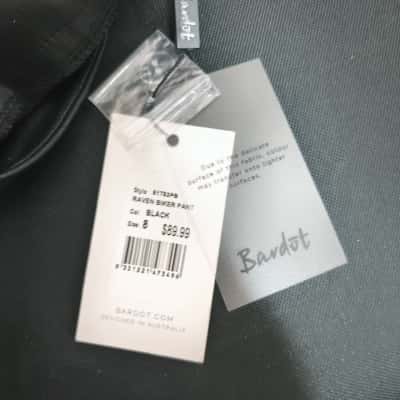 Bardot
Due to the delicate
surface of this fabric, colour
may transfer onto lighter
surfaces.
Bardot
Style:
RAVEN BIKER PANT
Col: BLACK
Size: 8 $89.99
BARDOT.COM
DESIGNED IN AUSTRALIA